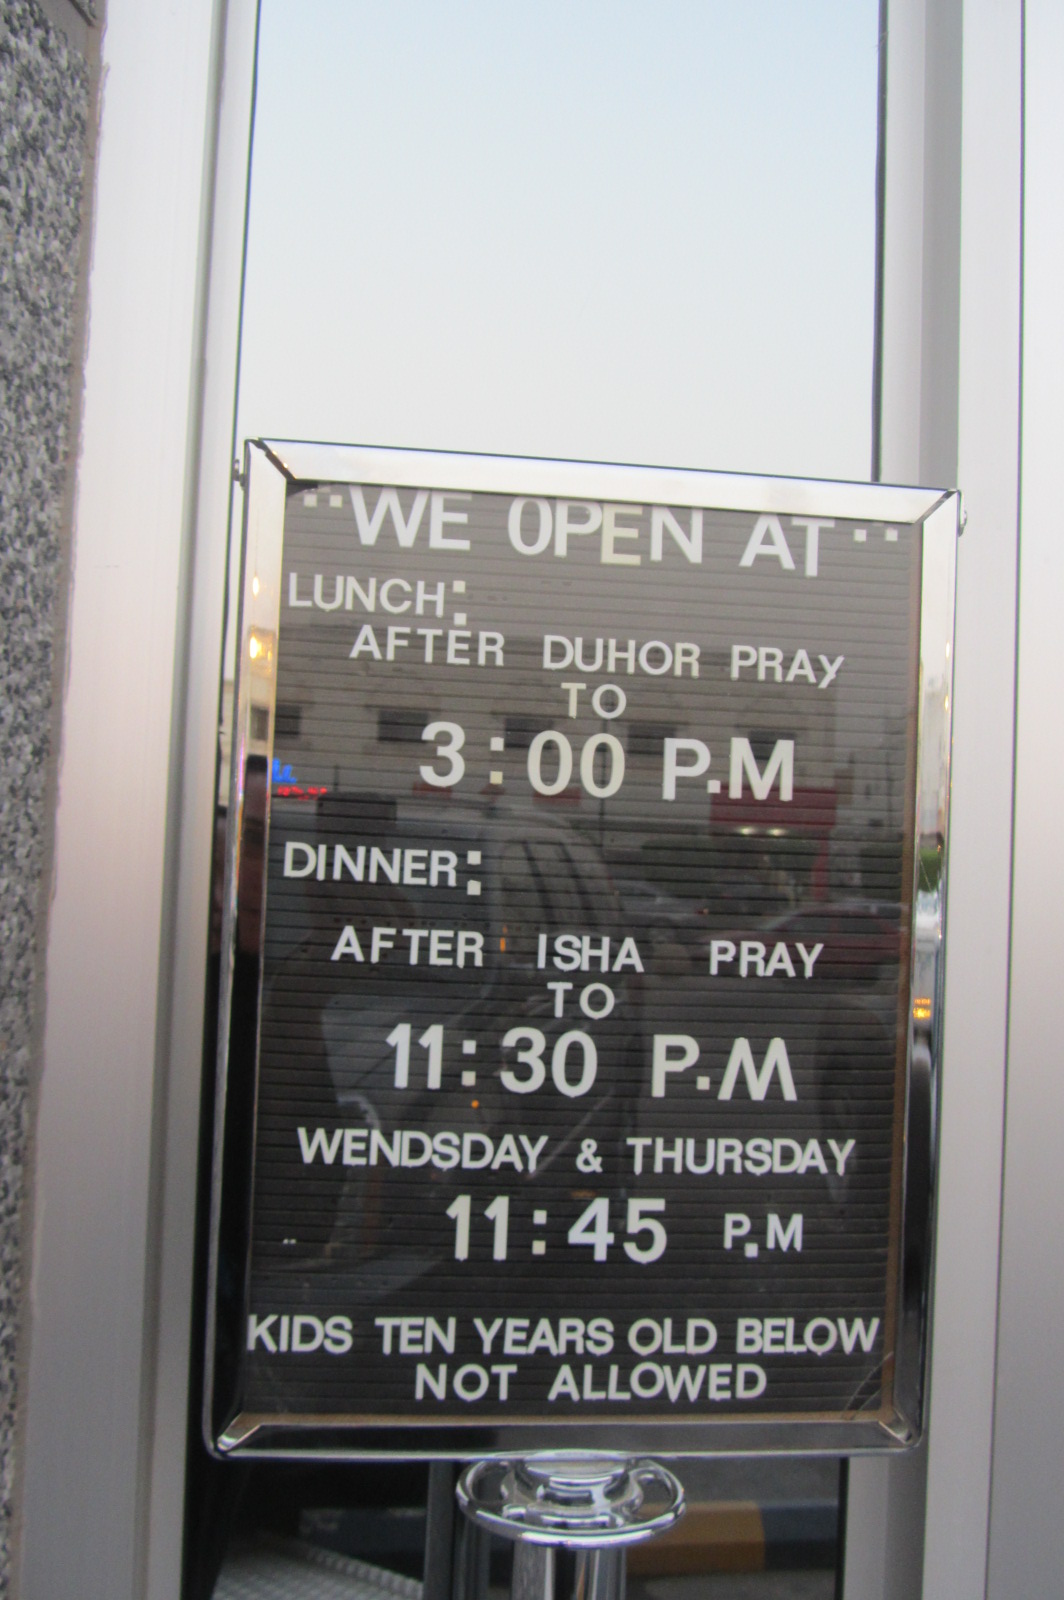 "WE OPEN AT"
LUNCH:
AFTER DUHOR PRAY
TO
3:00 P.M
DINNER:
AFTER ISHA PRAY
TO
11:30 P.M
WENDSDAY & THURSDAY
11:45 P.M
KIDS TEN YEARS OLD BELOW
NOT ALLOWED